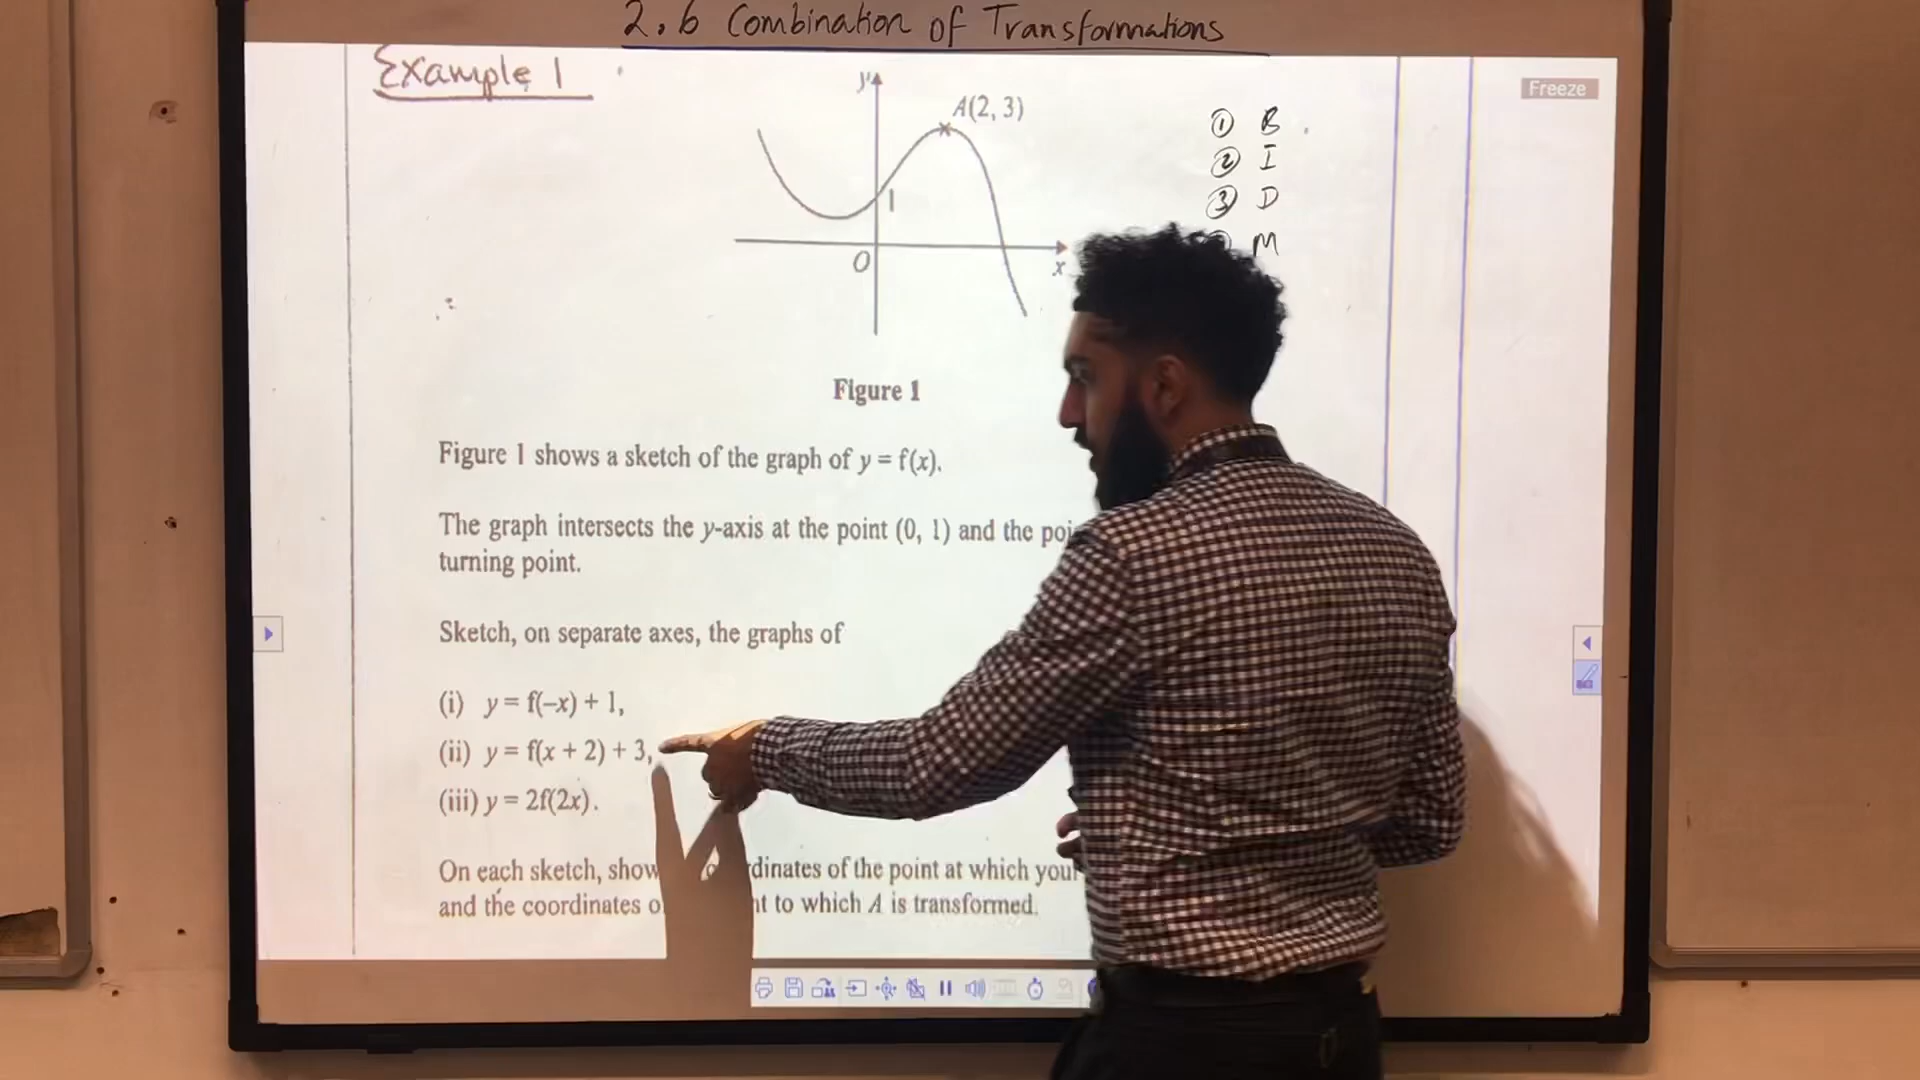 2.6 Combination of Transformations
Example 1
Freeze
y
A(2, 3)
1
O
x
① B
② I
③ D
M
Figure 1
Figure 1 shows a sketch of the graph of y = f(x).
The graph intersects the y-axis at the point (0, 1) and the
turning point.
Sketch, on separate axes, the graphs of
(i) y = f(–x) + 1,
(ii) y = f(x + 2) + 3,
(iii) y = 2f(2x).
On each sketch, show dinates of the point at which your
and the coordinates to which A is transformed.